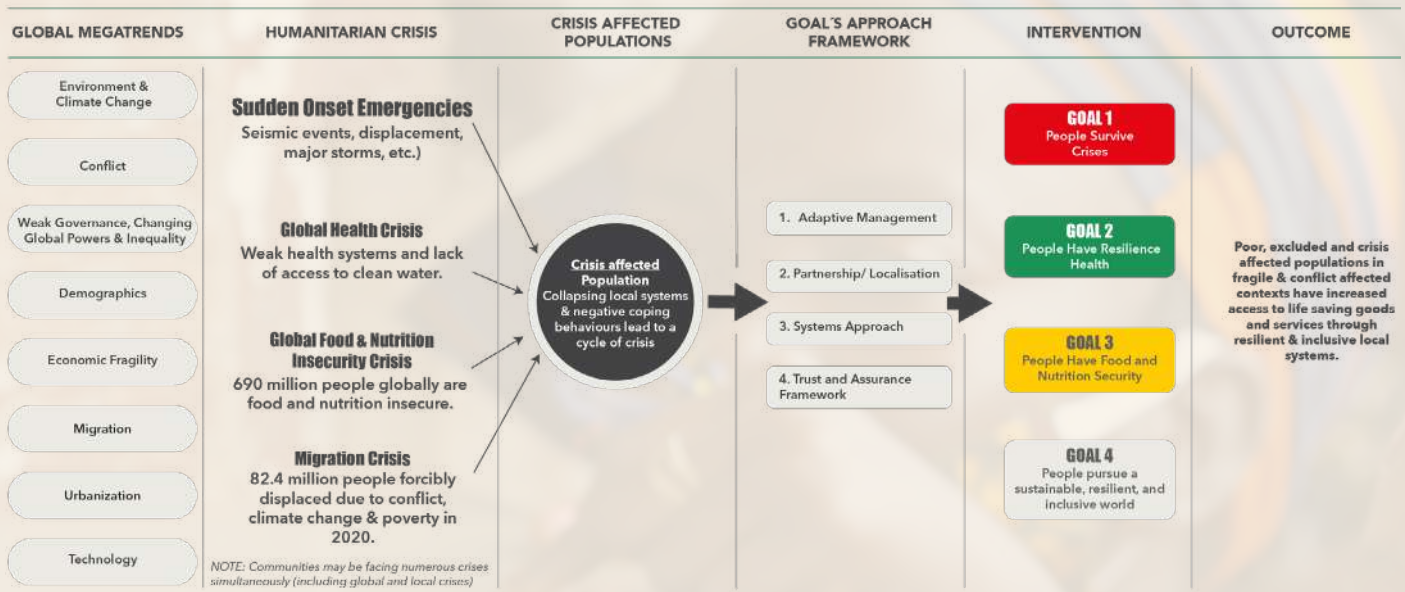 GLOBAL MEGATRENDS
HUMANITARIAN CRISIS
CRISIS AFFECTED
POPULATIONS
GOAL´S APPROACH
FRAMEWORK
INTERVENTION
OUTCOME
Environment &
Climate Change
Conflict
Weak Governance, Changing
Global Powers & Inequality
Demographics
Economic Fragility
Migration
Urbanization
Technology
Sudden Onset Emergencies
Seismic events, displacement,
major storms, etc.)
Global Health Crisis
Weak health systems and lack
of access to clean water.
Global Food & Nutrition
Insecurity Crisis
690 million people globally are
food and nutrition insecure.
Migration Crisis
82.4 million people forcibly
displaced due to conflict,
climate change & poverty in
2020.
NOTE: Communities may be facing numerous crises
simultaneously (including global and local crises)
Crisis affected
Population
Collapsing local systems
& negative coping
behaviours lead to a
cycle of crisis
1. Adaptive Management
2. Partnership/ Localisation
3. Systems Approach
4. Trust and Assurance
Framework
GOAL 1
People Survive
Crises
GOAL 2
People Have Resilience
Health
GOAL 3
People Have Food and
Nutrition Security
GOAL 4
People pursue a
sustainable, resilient, and
inclusive world
Poor, excluded and crisis
affected populations in
fragile & conflict affected
contexts have increased
access to life saving goods
and services through
resilient & inclusive local
systems.